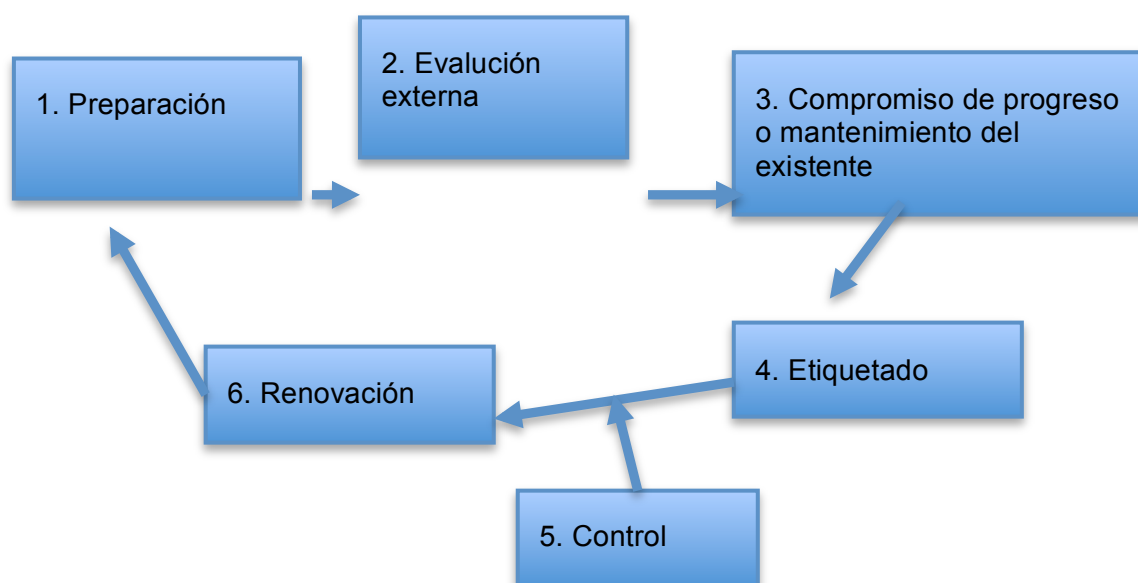 1. Preparación
2. Evalución
externa
3. Compromiso de progreso
o mantenimiento del
existente
4. Etiquetado
6. Renovación
5. Control